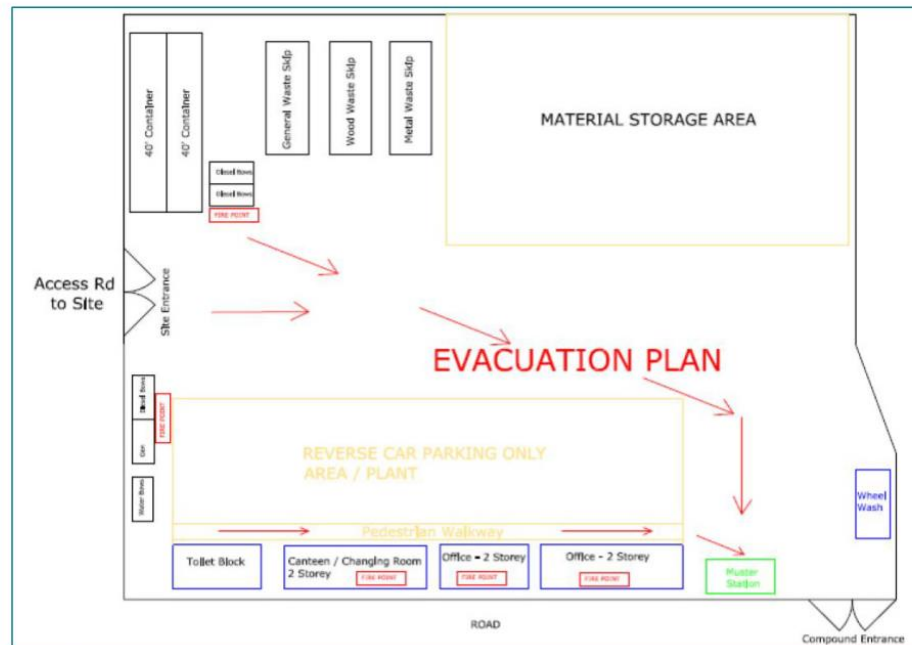 40' Container
40' Container
General Waste Skip
Wood Waste Skip
Metal Waste Skip
MATERIAL STORAGE AREA
Diesel Bows
Diesel Bows
FIRE POINT
Access Rd
to Site
Site Entrance
EVACUATION PLAN
Diesel Bows
FIRE POINT
Gen
Water Bows
REVERSE CAR PARKING ONLY
AREA / PLANT
Wheel
Wash
Pedestrian Walkway
Toilet Block
Canteen / Changing Room
2 Storey
FIRE POINT
Office - 2 Storey
FIRE POINT
Office - 2 Storey
FIRE POINT
Muster
Station
ROAD
Compound Entrance